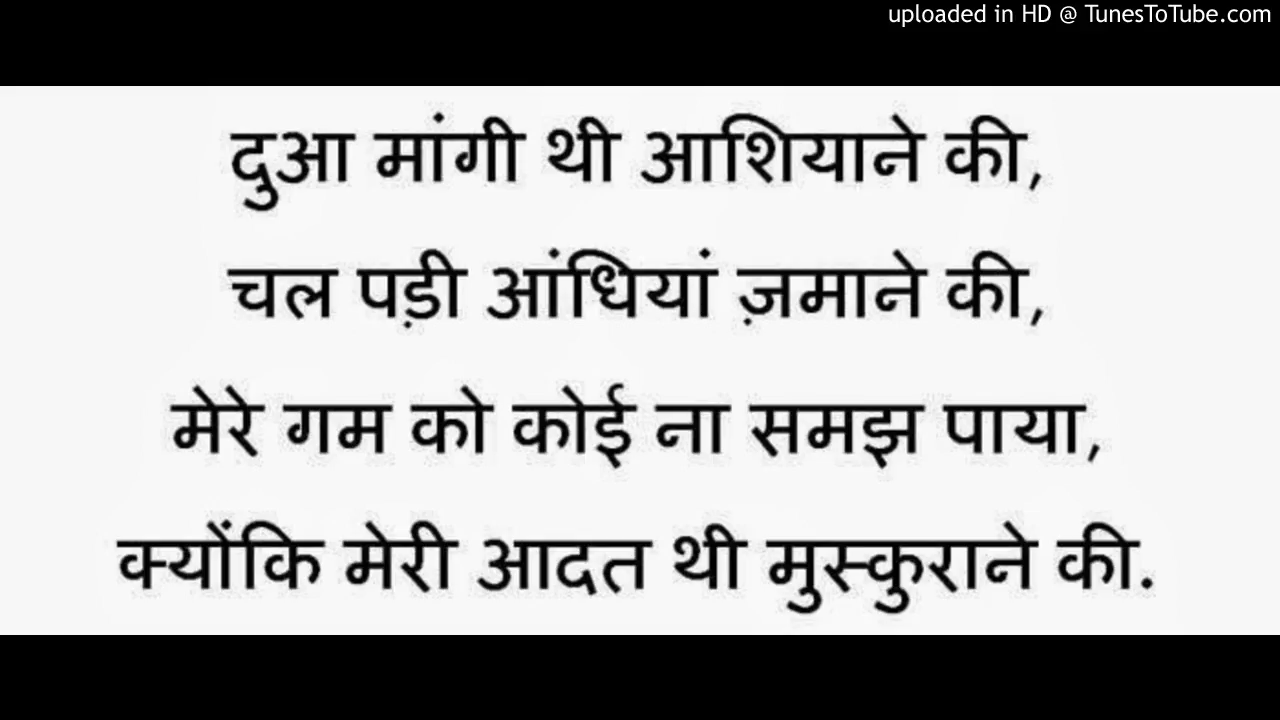 uploaded in HD @ TunesToTube.com
दुआ मांगी थी आशियाने की,
चल पड़ी आंधियां ज़माने की,
मेरे गम को कोई ना समझ पाया,
क्योंकि मेरी आदत थी मुस्कुराने की.